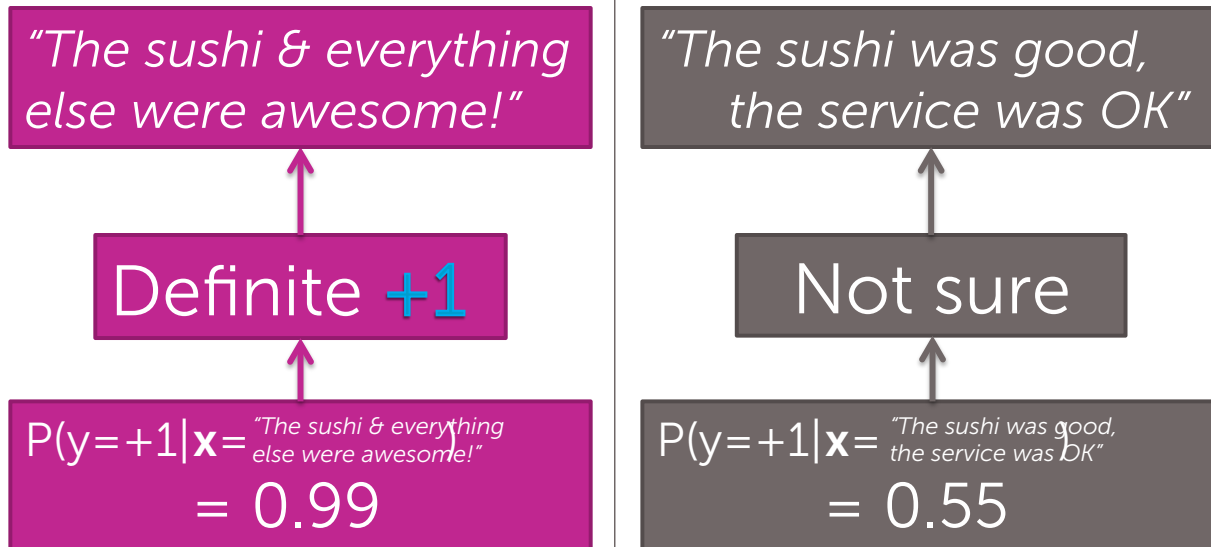 “The sushi & everything
else were awesome!”
Definite +1
P(y=+1|x= “The sushi & everything
else were awesome!” )
= 0.99
“The sushi was good,
the service was OK”
Not sure
P(y=+1|x= “The sushi was good,
the service was OK” )
= 0.55